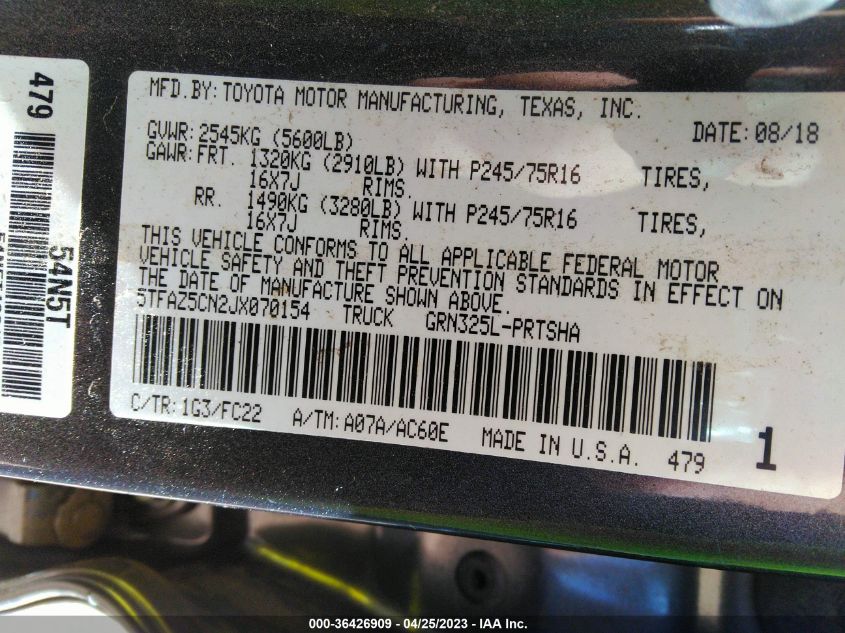 479
54N5T
MFD.BY:TOYOTA MOTOR MANUFACTURING, TEXAS, INC.
DATE:08/18
GVWR:2545KG (5600LB)
GAWR:FRT. 1320KG (2910LB) WITH P245/75R16 TIRES,
16X7J RIMS.
RR. 1490KG (3280LB) WITH P245/75R16 TIRES,
16X7J RIMS.
THIS VEHICLE CONFORMS TO ALL APPLICABLE FEDERAL MOTOR
VEHICLE SAFETY AND THEFT PREVENTION STANDARDS IN EFFECT ON
THE DATE OF MANUFACTURE SHOWN ABOVE.
5TFAZ5CN2JX070154 TRUCK GRN325L-PRTSHA
C/TR:1G3/FC22 A/TM:A07A/AC60E MADE IN U.S.A. 479 1
000-36426909 - 04/25/2023 - IAA Inc.